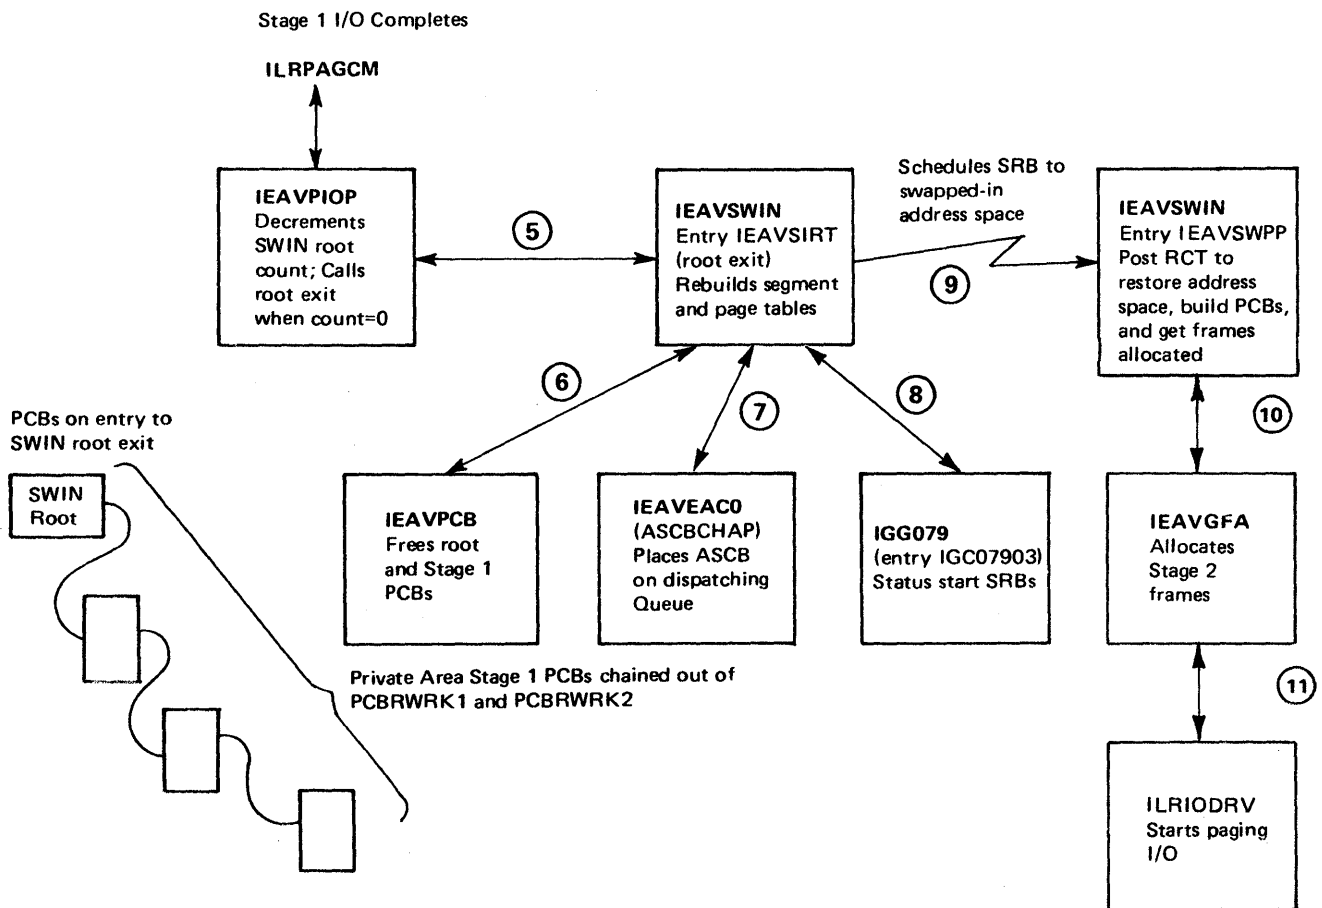 Stage 1 I/O Completes
ILRPAGCM
IEAVPIOP
Decrements
SWIN root
count; Calls
root exit
when count=0
5
IEAVSWIN
Entry IEAVSIRT
(root exit)
Rebuilds segment
and page tables
Schedules SRB to
swapped-in
address space
9
IEAVSWIN
Entry IEAVSWPP
Post RCT to
restore address
space, build PCBs,
and get frames
allocated
6
7
8
10
PCBs on entry to
SWIN root exit
SWIN
Root
IEAVPCB
Frees root
and Stage 1
PCBs
IEAVEAC0
(ASCBCHAP)
Places ASCB
on dispatching
Queue
IGG079
(entry IGC07903)
Status start SRBs
IEAVGFA
Allocates
Stage 2
frames
Private Area Stage 1 PCBs chained out of
PCBRWRK1 and PCBRWRK2
11
ILRIODRV
Starts paging
I/O